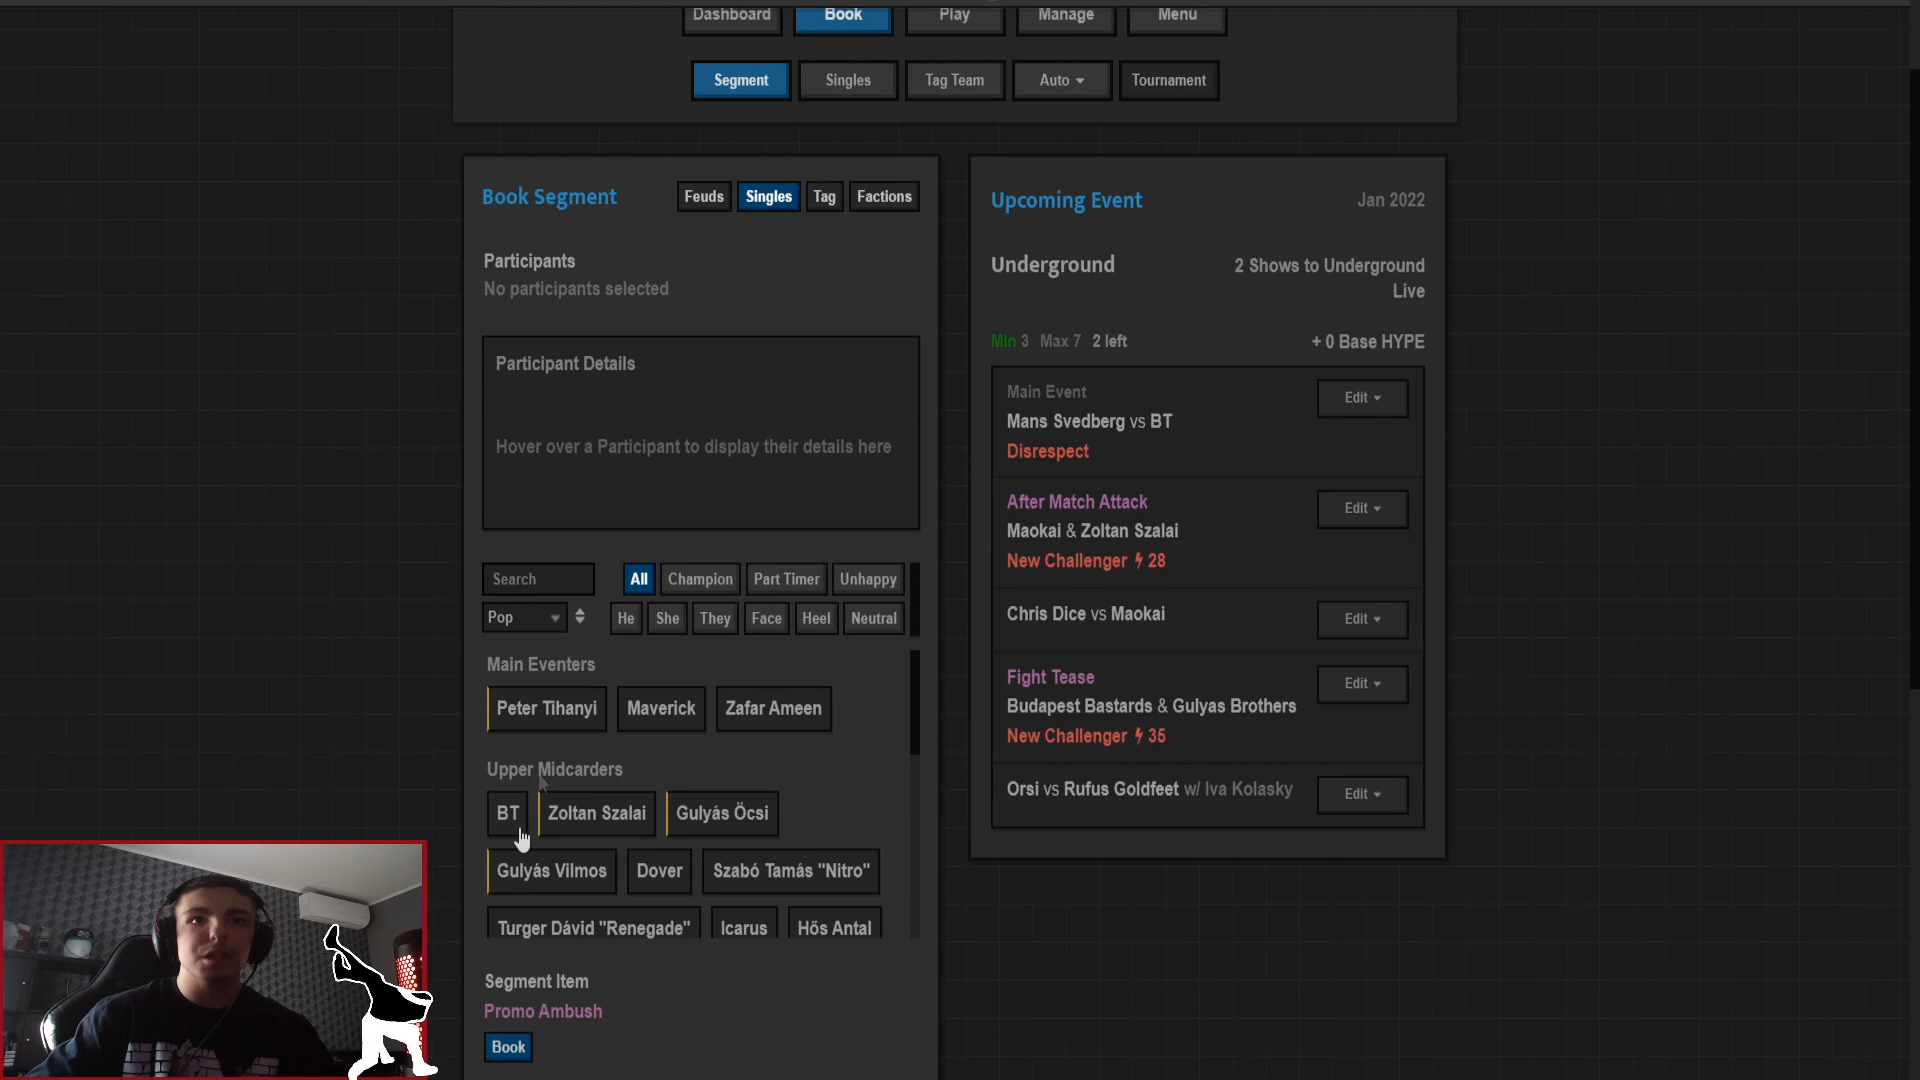 Dashboard Book Play Manage Menu
Segment Singles Tag Team Auto Tournament
Book Segment Feuds Singles Tag Factions
Participants
No participants selected
Participant Details
Hover over a Participant to display their details here
Search All Champion Part Timer Unhappy
Pop He She They Face Heel Neutral
Main Eventers
Peter Tihanyi Maverick Zafar Ameen
Upper Midcarders
BT Zoltan Szalai Gulyás Öcsi
Gulyás Vilmos Dover Szabó Tamás "Nitro"
Turger Dávid "Renegade" Icarus Hős Antal
Segment Item
Promo Ambush
Book
Upcoming Event Jan 2022
Underground 2 Shows to Underground
Live
Min 3 Max 7 2 left + 0 Base HYPE
Main Event Edit
Mans Svedberg vs BT
Disrespect
After Match Attack Edit
Maokai & Zoltan Szalai
New Challenger 28
Chris Dice vs Maokai Edit
Fight Tease Edit
Budapest Bastards & Gulyas Brothers
New Challenger 35
Orsi vs Rufus Goldfeet w/ Iva Kolasky Edit